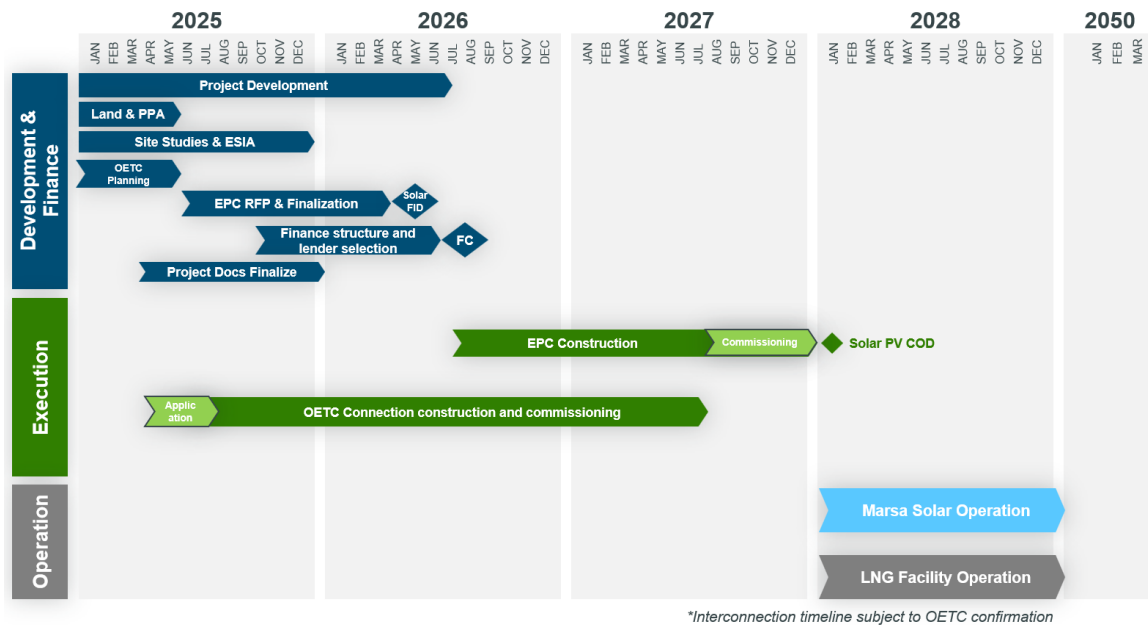 2025
2026
2027
2028
2050
JAN
FEB
MAR
APR
MAY
JUN
JUL
AUG
SEP
OCT
NOV
DEC
JAN
FEB
MAR
APR
MAY
JUN
JUL
AUG
SEP
OCT
NOV
DEC
JAN
FEB
MAR
APR
MAY
JUN
JUL
AUG
SEP
OCT
NOV
DEC
JAN
FEB
MAR
APR
MAY
JUN
JUL
AUG
SEP
OCT
NOV
DEC
JAN
FEB
MAR
Development &
Finance
Project Development
Land & PPA
Site Studies & ESIA
OETC
Planning
EPC RFP & Finalization
Solar
FID
Finance structure and
lender selection
FC
Project Docs Finalize
Execution
EPC Construction
Commissioning
Solar PV COD
Applic
ation
OETC Connection construction and commissioning
Operation
Marsa Solar Operation
LNG Facility Operation
*Interconnection timeline subject to OETC confirmation